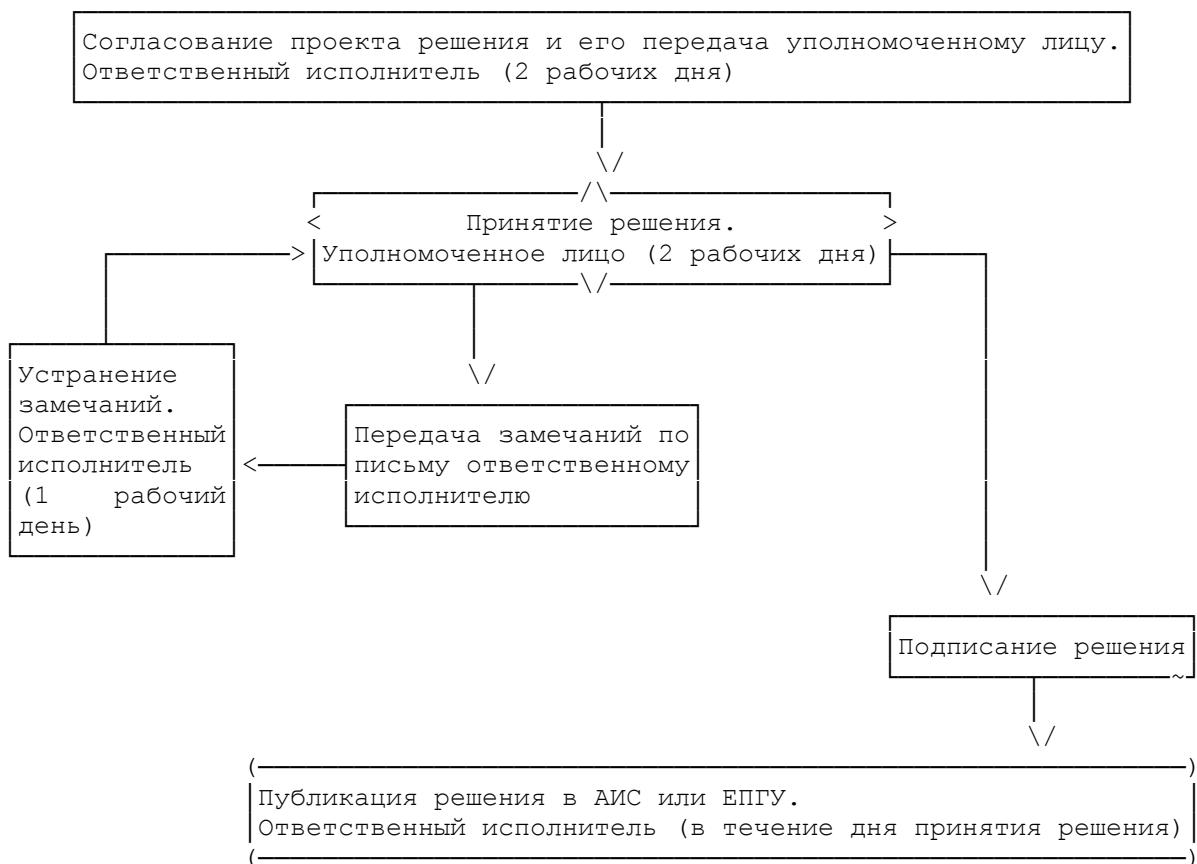 Согласование проекта решения и его передача уполномоченному лицу.
Ответственный исполнитель (2 рабочих дня)
Принятие решения.
Уполномоченное лицо (2 рабочих дня)
Устранение
замечаний.
Ответственный
исполнитель
(1 рабочий
день)
Передача замечаний по
письму ответственному
исполнителю
Подписание решения
Публикация решения в АИС или ЕПГУ.
Ответственный исполнитель (в течение дня принятия решения)